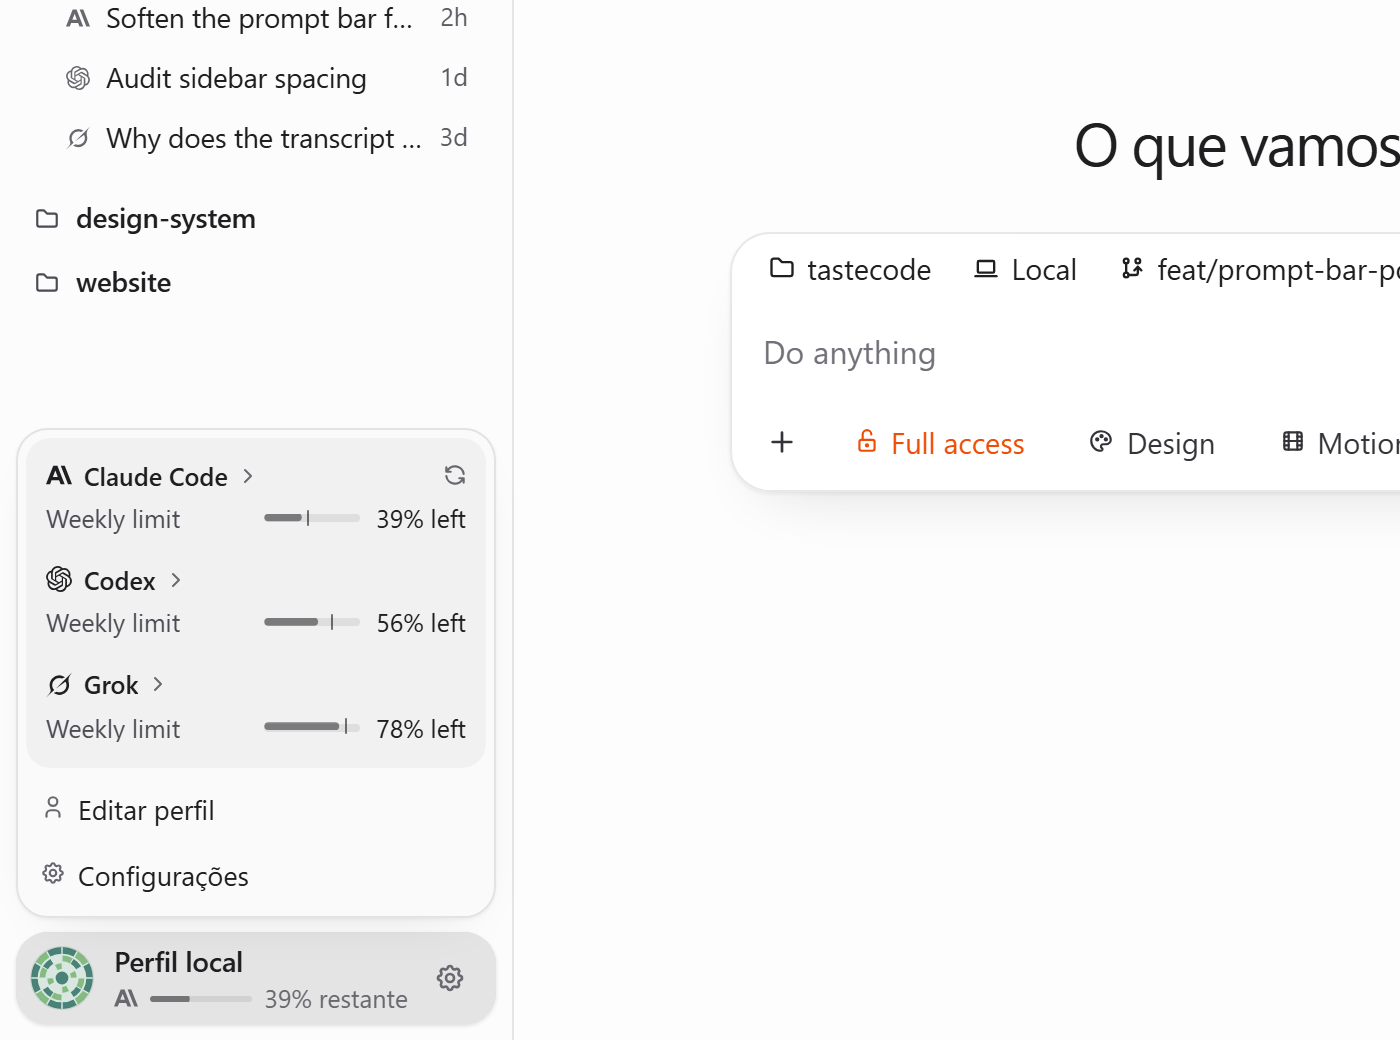 Soften the prompt bar f... 2h
Audit sidebar spacing 1d
Why does the transcript ... 3d
design-system
website
Claude Code
Weekly limit 39% left
Codex
Weekly limit 56% left
Grok
Weekly limit 78% left
Editar perfil
Configurações
Perfil local
39% restante
O que vamos
tastecode Local feat/prompt-bar-po
Do anything
Full access Design Motion